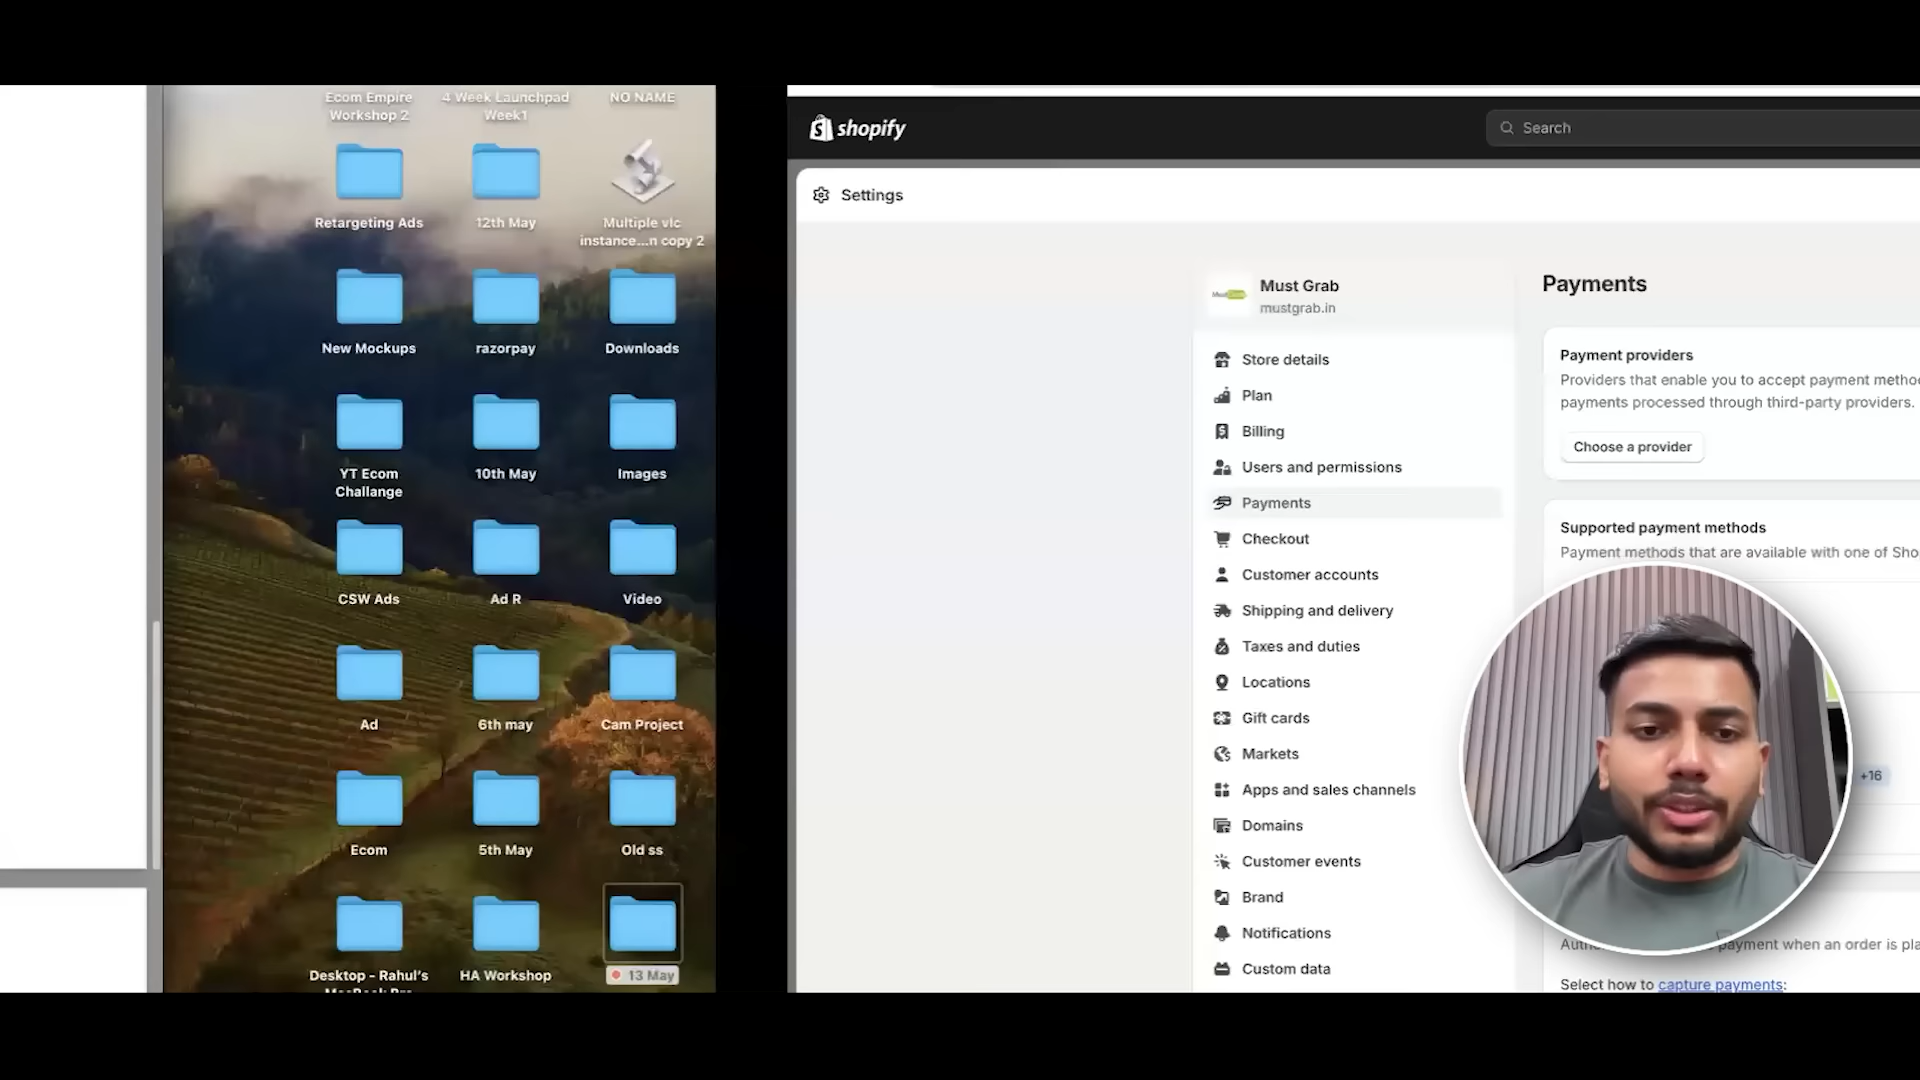 Ecom Empire
Workshop 2
4 Week Launchpad
Week1
NO NAME
Retargeting Ads
12th May
Multiple vlc
instance...n copy 2
New Mockups
razorpay
Downloads
YT Ecom
Challange
10th May
Images
CSW Ads
Ad R
Video
Ad
6th may
Cam Project
Ecom
5th May
Old ss
Desktop - Rahul's
HA Workshop
13 May
shopify
Search
Settings
Must Grab
mustgrab.in
Store details
Plan
Billing
Users and permissions
Payments
Checkout
Customer accounts
Shipping and delivery
Taxes and duties
Locations
Gift cards
Markets
Apps and sales channels
Domains
Customer events
Brand
Notifications
Custom data
Payments
Payment providers
Providers that enable you to accept payment
payments processed through third-party providers.
Choose a provider
Supported payment methods
Payment methods that are available with one of
+16
payment when an order is
Select how to capture payments: